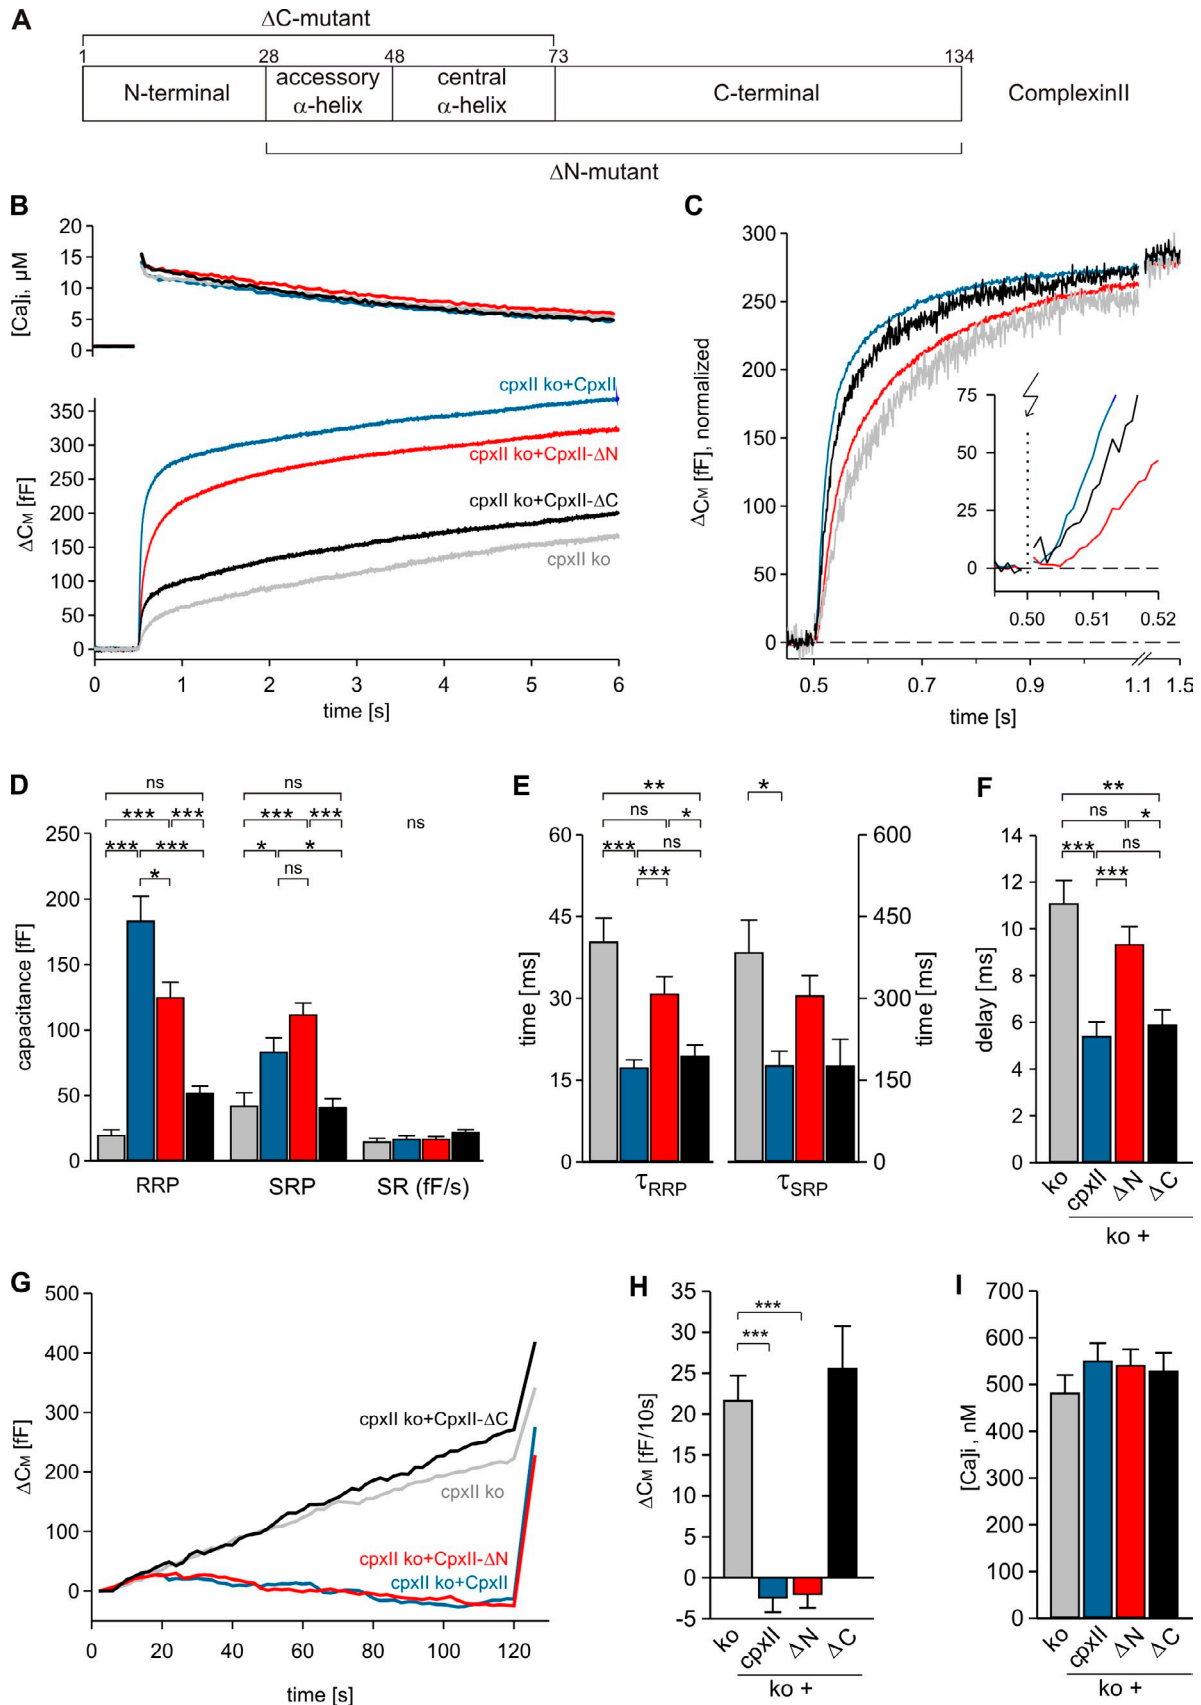 A
ΔC-mutant
1 28 48 73 134
N-terminal accessory α-helix central α-helix C-terminal ComplexinII
ΔN-mutant
B
20
15
10
5
0
[Ca]i, µM
cpxII ko+CpxII
cpxII ko+CpxII-ΔN
cpxII ko+CpxII-ΔC
cpxII ko
350
300
250
200
150
100
50
0
ΔCM [fF]
0 1 2 3 4 5 6
time [s]
C
300
250
200
150
100
50
0
ΔCM [fF], normalized
75
50
25
0
0.50 0.51 0.52
0.5 0.7 0.9 1.1 1.5
time [s]
D
ns ns
*** *** *** *** ns
*** *** * *
* ns
250
200
150
100
50
0
capacitance [fF]
RRP SRP SR (fF/s)
E
** *
ns *
*** ns
***
60
45
30
15
0
time [ms]
600
450
300
150
0
time [ms]
τRRP τSRP
F
**
ns *
*** ns
***
14
12
10
8
6
4
2
0
delay [ms]
ko cpxII ΔN ΔC
ko +
G
500
400
300
200
100
0
ΔCM [fF]
cpxII ko+CpxII-ΔC
cpxII ko
cpxII ko+CpxII-ΔN
cpxII ko+CpxII
0 20 40 60 80 100 120
time [s]
H
35
30
25
20
15
10
5
0
-5
ΔCM [fF/10s]
***
***
ko cpxII ΔN ΔC
ko +
I
700
600
500
400
300
200
100
0
[Ca]i, nM
ko cpxII ΔN ΔC
ko +